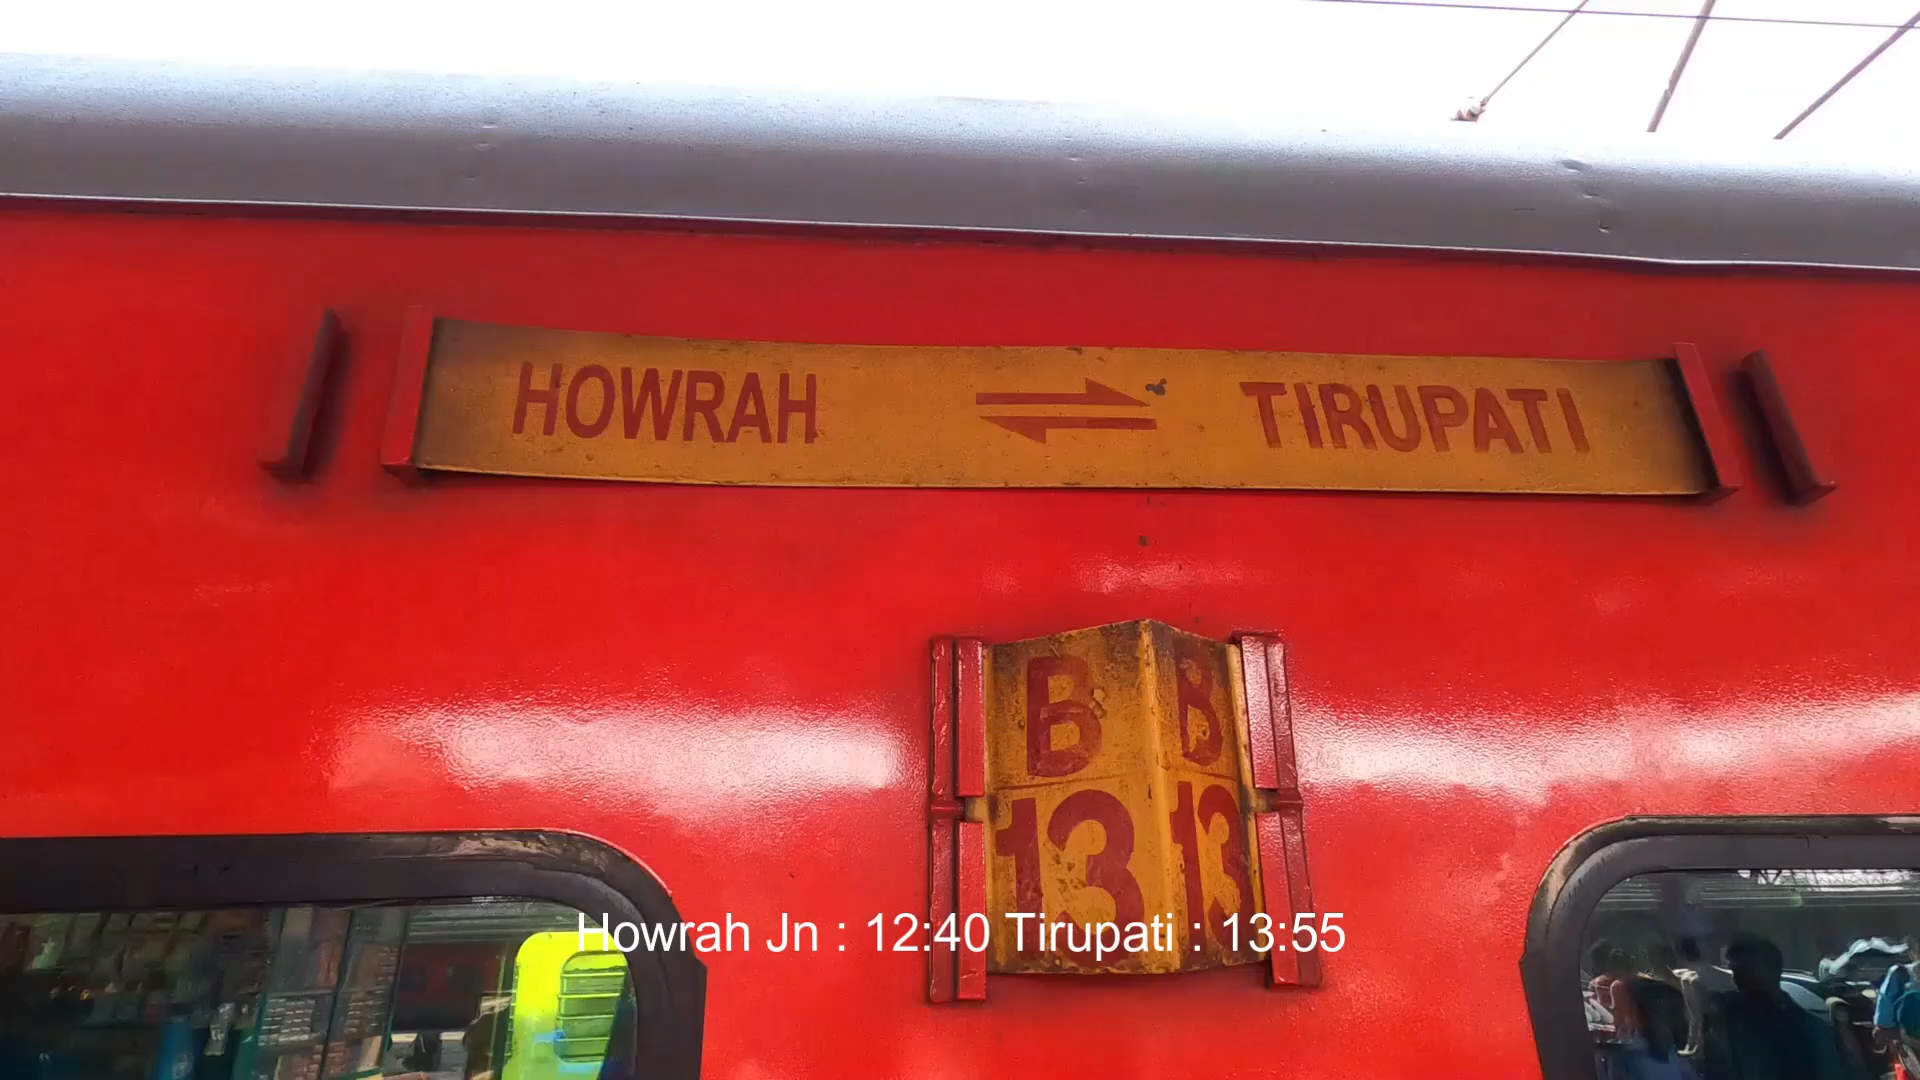 HOWRAH ⇌ TIRUPATI
B B
13 13
Howrah Jn : 12:40 Tirupati : 13:55